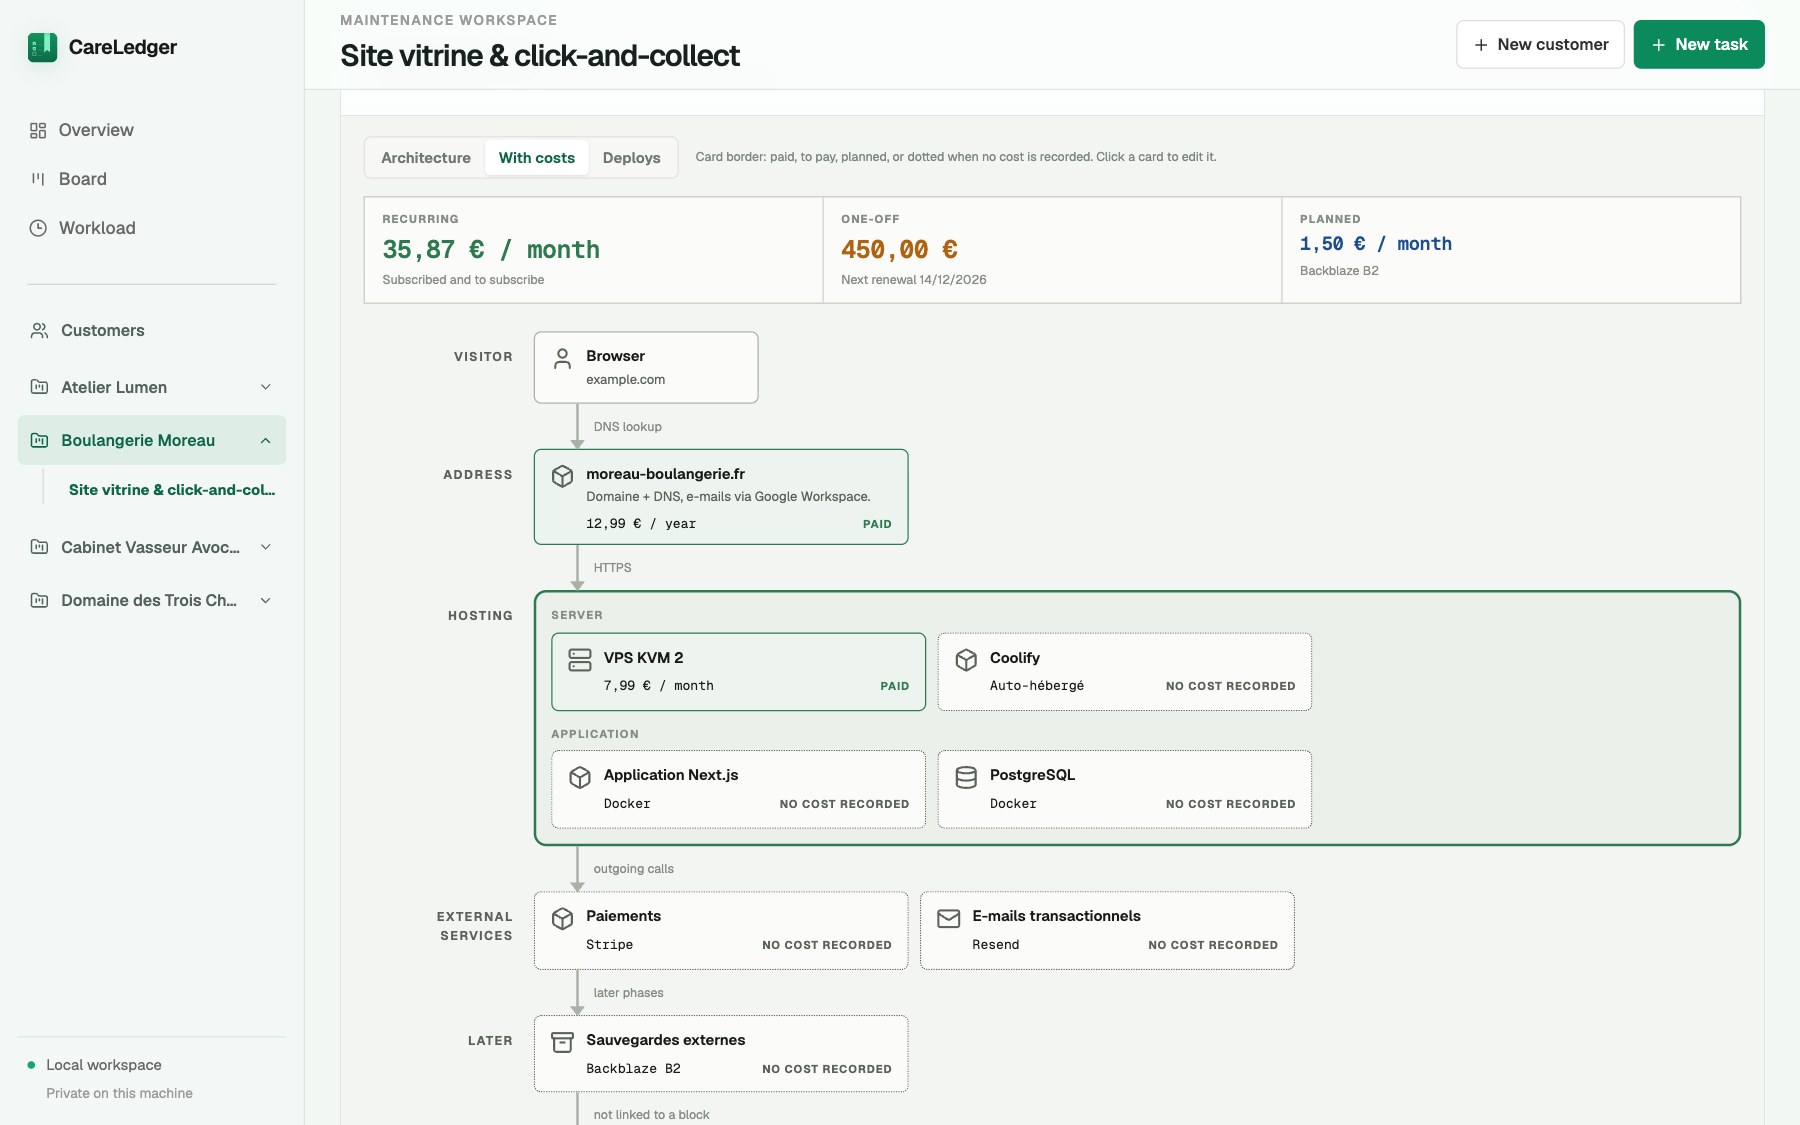 CareLedger
Overview
Board
Workload
Customers
Atelier Lumen
Boulangerie Moreau
Site vitrine & click-and-col...
Cabinet Vasseur Avoc...
Domaine des Trois Ch...
Local workspace
Private on this machine
MAINTENANCE WORKSPACE
Site vitrine & click-and-collect
New customer
New task
Architecture
With costs
Deploys
Card border: paid, to pay, planned, or dotted when no cost is recorded. Click a card to edit it.
RECURRING
35,87 € / month
Subscribed and to subscribe
ONE-OFF
450,00 €
Next renewal 14/12/2026
PLANNED
1,50 € / month
Backblaze B2
VISITOR
Browser
example.com
DNS lookup
ADDRESS
moreau-boulangerie.fr
Domaine + DNS, e-mails via Google Workspace.
12,99 € / year
PAID
HTTPS
HOSTING
SERVER
VPS KVM 2
7,99 € / month
PAID
Coolify
Auto-hébergé
NO COST RECORDED
APPLICATION
Application Next.js
Docker
NO COST RECORDED
PostgreSQL
Docker
NO COST RECORDED
outgoing calls
EXTERNAL
SERVICES
Paiements
Stripe
NO COST RECORDED
E-mails transactionnels
Resend
NO COST RECORDED
later phases
LATER
Sauvegardes externes
Backblaze B2
NO COST RECORDED
not linked to a block